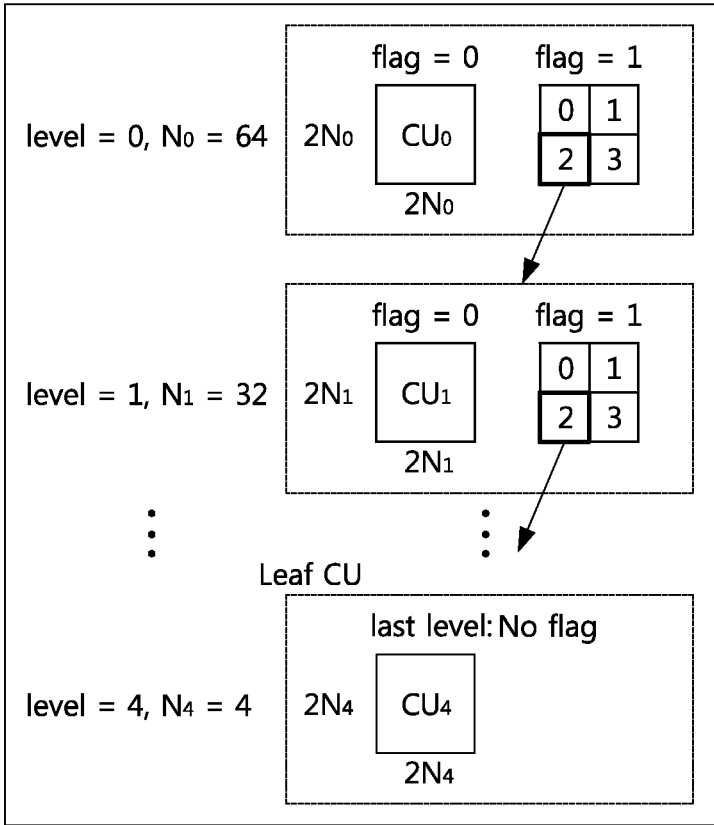 flag = 0 flag = 1
level = 0, N₀ = 64 2N₀ CU₀ 0 1
2 3
2N₀
flag = 0 flag = 1
level = 1, N₁ = 32 2N₁ CU₁ 0 1
2 3
2N₁
Leaf CU
last level: No flag
level = 4, N₄ = 4 2N₄ CU₄
2N₄